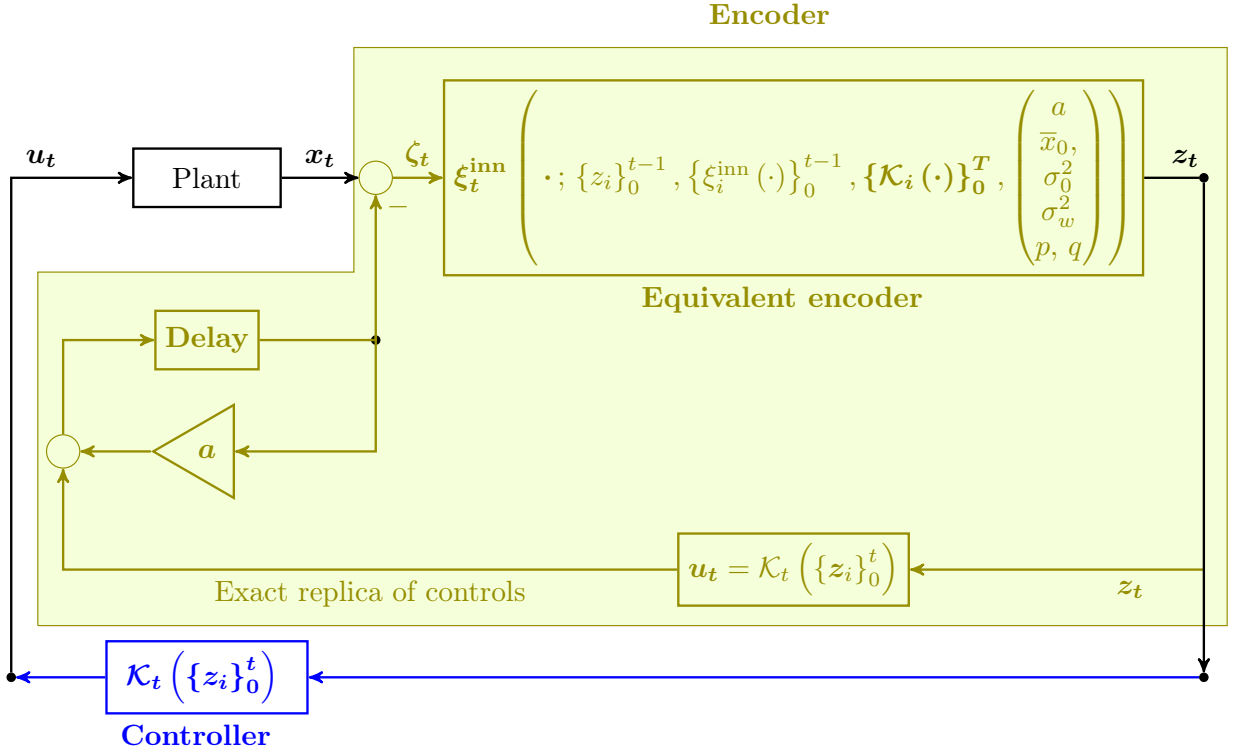 Encoder
u_t
Plant
x_t
ζ_t
−
ξ_t^inn ( · ; {z_i}_0^{t−1} , {ξ_i^inn (·)}_0^{t−1} , {𝒦_i (·)}_0^T , ( a
x̅_0,
σ_0^2
σ_w^2
p, q ) )
z_t
Equivalent encoder
Delay
a
u_t = 𝒦_t ( {z_i}_0^t )
z_t
Exact replica of controls
𝒦_t ( {z_i}_0^t )
Controller